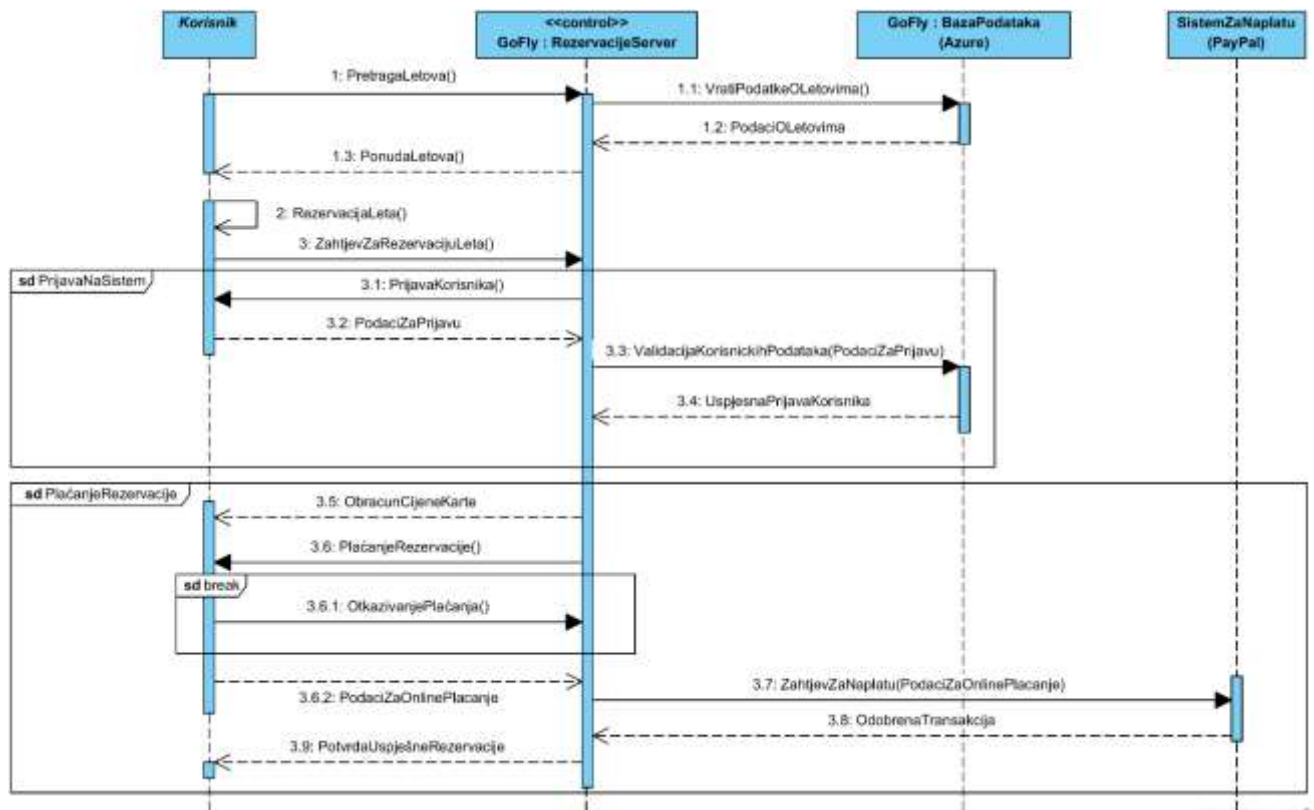 Korisnik
<<control>>
GoFly : RezervacijeServer
GoFly : BazaPodataka
(Azure)
SistemZaNaplatu
(PayPal)
1: PretragaLetova()
1.1: VratiPodatkeOLetovima()
1.2: PodaciOLetovima
1.3: PonudaLetova()
2: RezervacijaLeta()
3: ZahtjevZaRezervacijuLeta()
sd PrijavaNaSistem
3.1: PrijavaKorisnika()
3.2: PodaciZaPrijavu
3.3: ValidacijaKorisnickihPodataka(PodaciZaPrijavu)
3.4: UspjesnaPrijavaKorisnika
sd PlaćanjeRezervacije
3.5: ObracunCijeneKarte
3.6: PlaćanjeRezervacije()
sd break
3.6.1: OtkazivanjePlaćanja()
3.6.2: PodaciZaOnlinePlacanje
3.7: ZahtjevZaNaplatu(PodaciZaOnlinePlacanje)
3.8: OdobrenaTransakcija
3.9: PotvrdaUspješneRezervacije